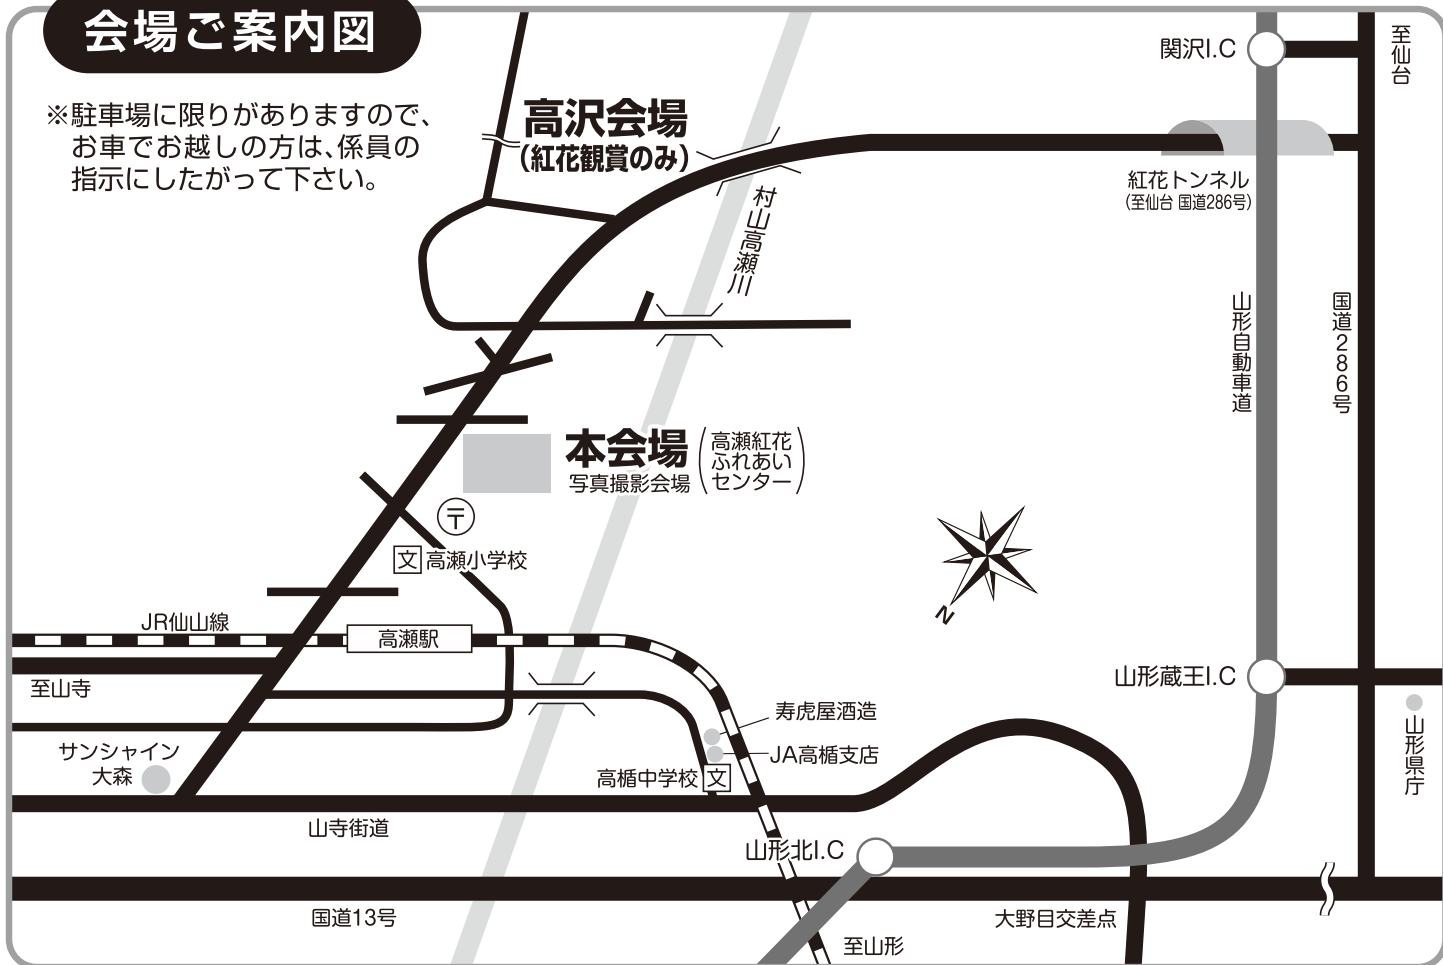 会場ご案内図
※駐車場に限りがありますので、
お車でお越しの方は、係員の
指示にしたがって下さい。
高沢会場
(紅花観賞のみ)
関沢I.C
至仙台
紅花トンネル
(至仙台 国道286号)
村山高瀬川
山形自動車道
国道286号
本会場
写真撮影会場
(高瀬紅花
ふれあい
センター)
〒
文 高瀬小学校
N
JR仙山線
高瀬駅
至山寺
山形蔵王I.C
山形県庁
寿虎屋酒造
JA高楯支店
高楯中学校 文
サンシャイン
大森
山寺街道
山形北I.C
国道13号
大野目交差点
至山形